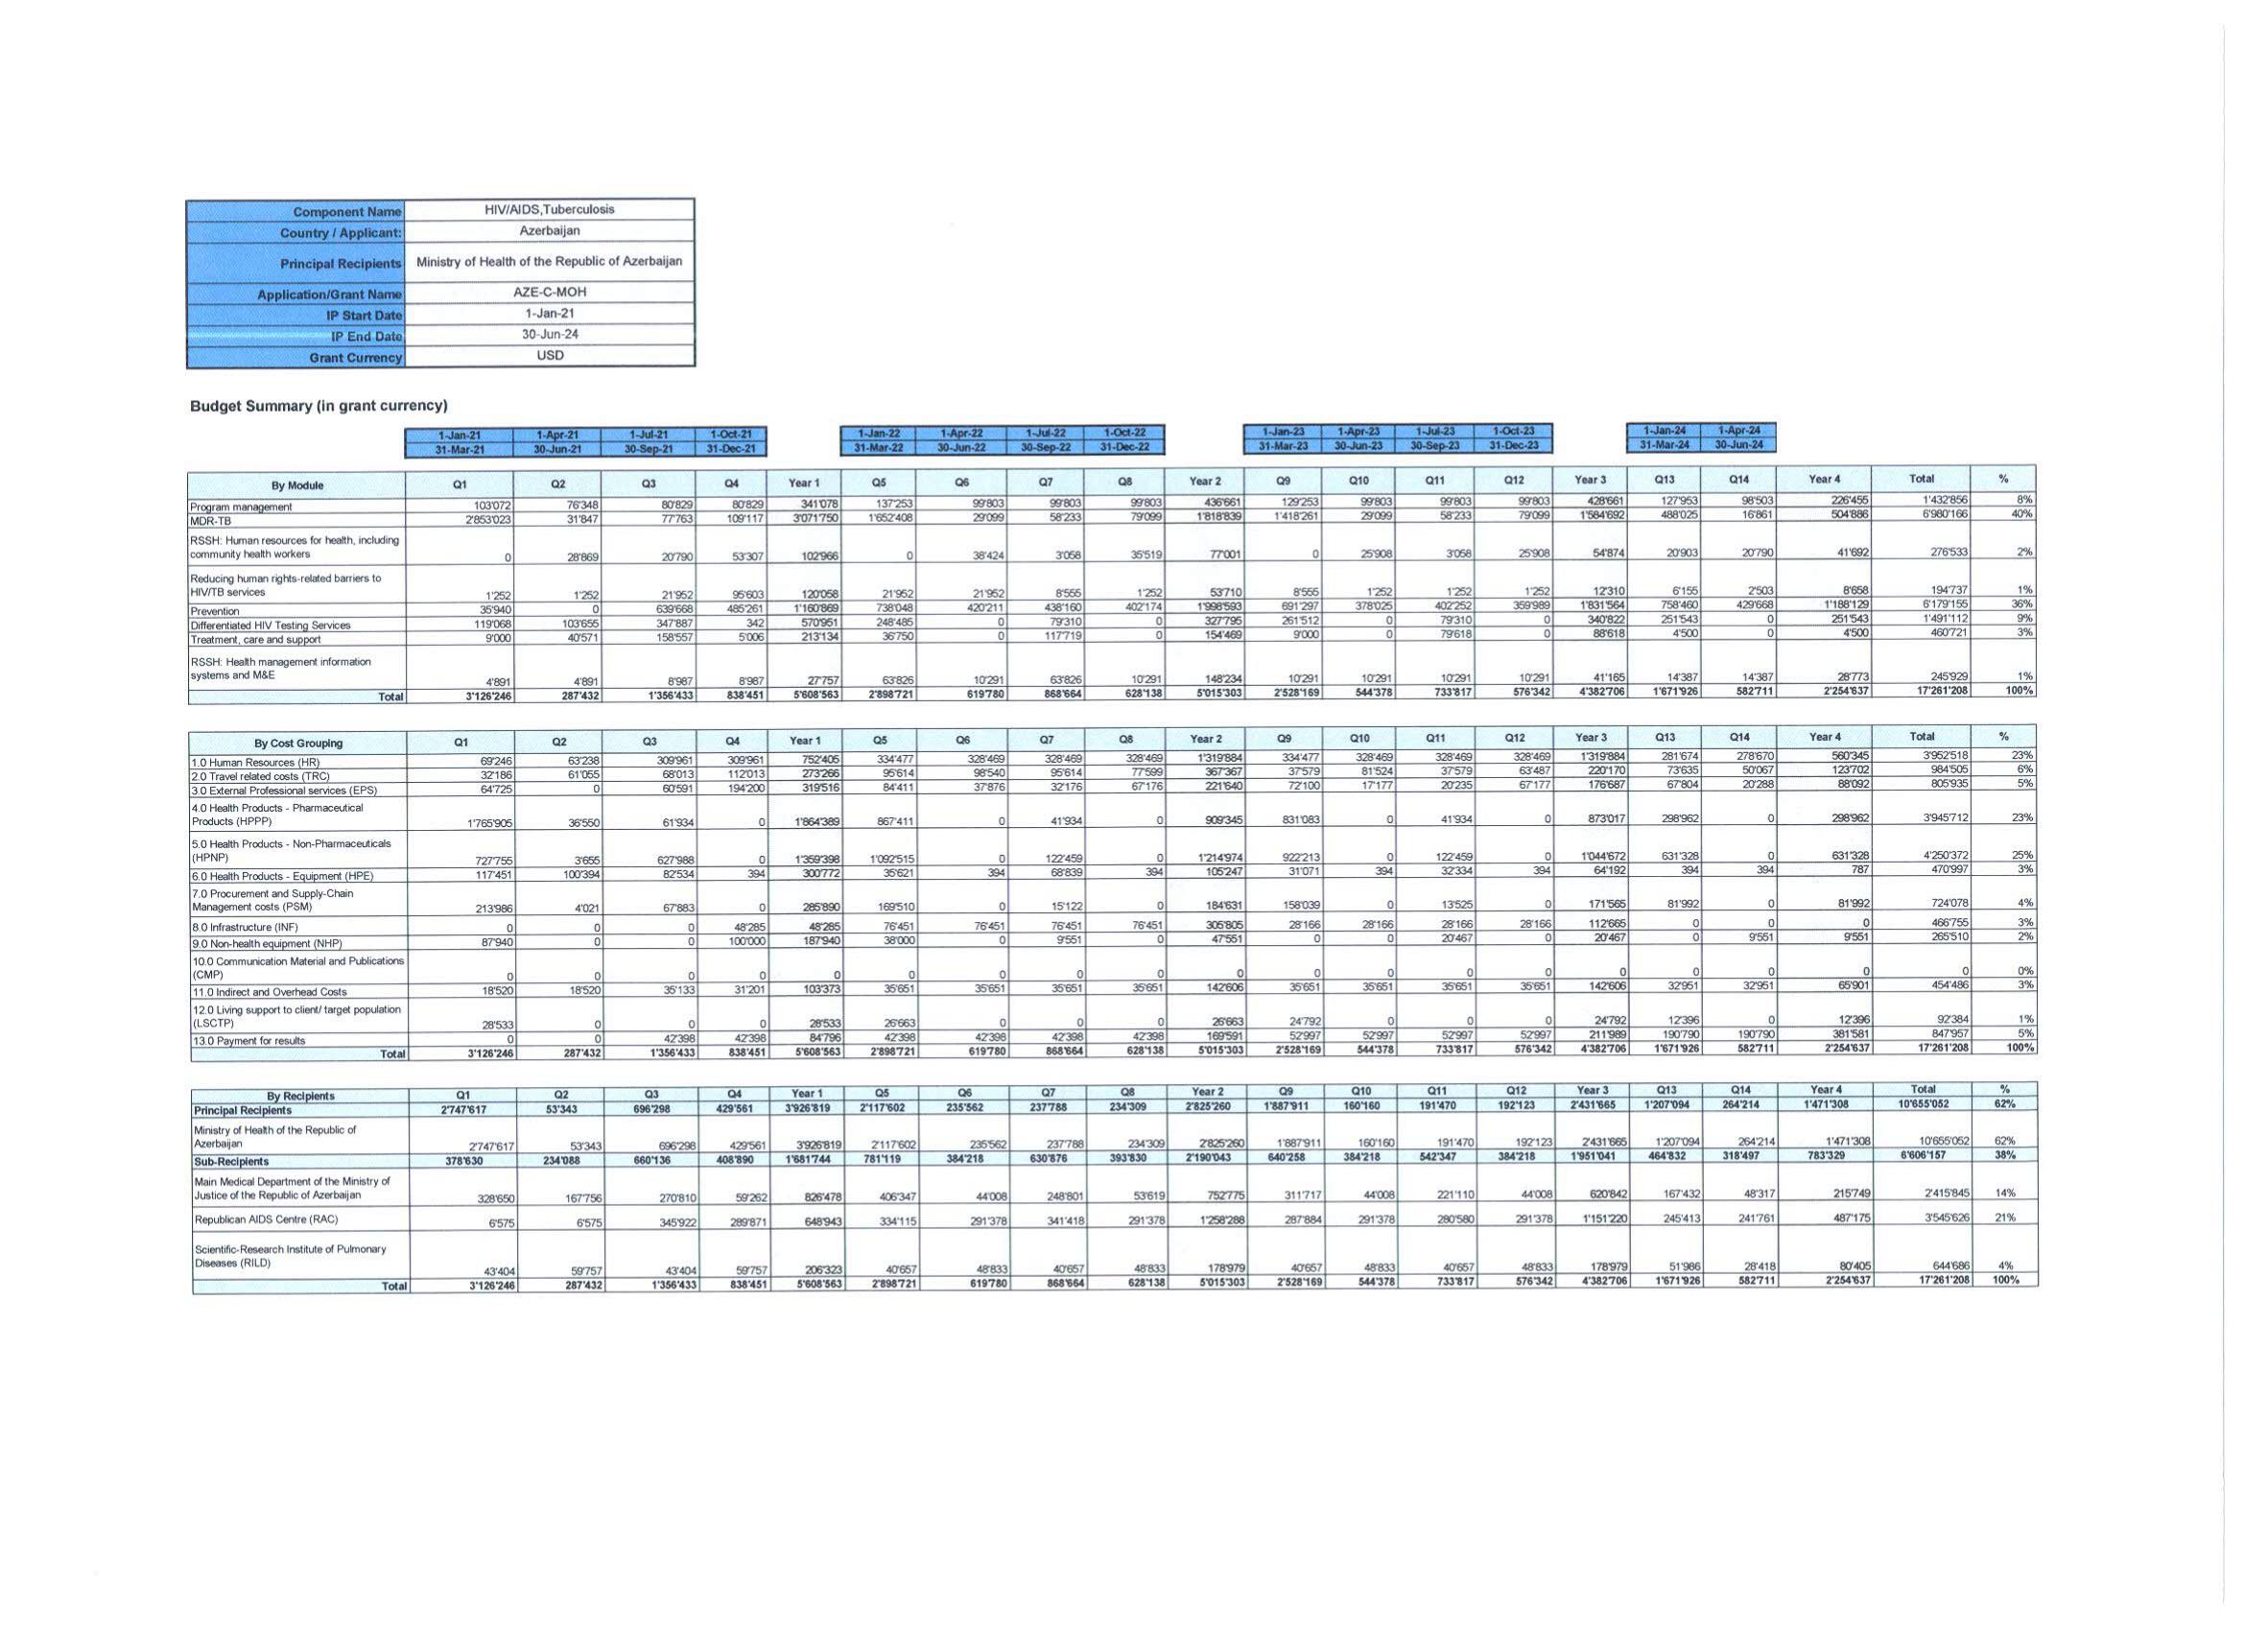 Component Name HIV/AIDS,Tuberculosis
Country / Applicant: Azerbaijan
Principal Recipients Ministry of Health of the Republic of Azerbaijan
Application/Grant Name AZE-C-MOH
IP Start Date 1-Jan-21
IP End Date 30-Jun-24
Grant Currency USD
Budget Summary (in grant currency)
1-Jan-21 1-Apr-21 1-Jul-21 1-Oct-21 1-Jan-22 1-Apr-22 1-Jul-22 1-Oct-22 1-Jan-23 1-Apr-23 1-Jul-23 1-Oct-23 1-Jan-24 1-Apr-24
31-Mar-21 30-Jun-21 30-Sep-21 31-Dec-21 31-Mar-22 30-Jun-22 30-Sep-22 31-Dec-22 31-Mar-23 30-Jun-23 30-Sep-23 31-Dec-23 31-Mar-24 30-Jun-24
By Module Q1 Q2 Q3 Q4 Year 1 Q5 Q6 Q7 Q8 Year 2 Q9 Q10 Q11 Q12 Year 3 Q13 Q14 Year 4 Total %
Program management 103'072 76'348 80'829 80'829 341'078 137'253 99'803 99'803 99'803 436'661 129'253 99'803 99'803 99'803 428'661 127'953 98'503 226'455 1'432'856 8%
MDR-TB 2'853'023 31'847 77'763 109'117 3'071'750 1'652'408 29'099 58'233 79'099 1'818'839 1'418'261 29'099 58'233 79'099 1'584'692 488'025 16'861 504'886 6'980'166 40%
RSSH: Human resources for health, including
community health workers 0 28'869 20'790 53'307 102'966 0 38'424 3'058 35'519 77'001 0 25'908 3'058 25'908 54'874 20'903 20'790 41'692 276'533 2%
Reducing human rights-related barriers to
HIV/TB services 1'252 1'252 21'952 95'603 120'058 21'952 21'952 8'555 1'252 53'710 8'555 1'252 1'252 1'252 12'310 6'155 2'503 8'658 194'737 1%
Prevention 35'940 0 639'668 485'261 1'160'869 738'048 420'211 438'160 402'174 1'998'593 691'297 378'025 402'252 359'989 1'831'564 758'460 429'668 1'188'129 6'179'155 36%
Differentiated HIV Testing Services 119'068 103'655 347'887 342 570'951 248'485 0 79'310 0 327'795 261'512 0 79'310 0 340'822 251'543 0 251'543 1'491'112 9%
Treatment, care and support 9'000 40'571 158'557 5'006 213'134 36'750 0 117'719 0 154'469 9'000 0 79'618 0 88'618 4'500 0 4'500 460'721 3%
RSSH: Health management information
systems and M&E 4'891 4'891 8'987 8'987 27'757 63'826 10'291 63'826 10'291 148'234 10'291 10'291 10'291 10'291 41'165 14'387 14'387 28'773 245'929 1%
Total 3'126'246 287'432 1'356'433 838'451 5'608'563 2'898'721 619'780 868'664 628'138 5'015'303 2'528'169 544'378 733'817 576'342 4'382'706 1'671'926 582'711 2'254'637 17'261'208 100%
By Cost Grouping Q1 Q2 Q3 Q4 Year 1 Q5 Q6 Q7 Q8 Year 2 Q9 Q10 Q11 Q12 Year 3 Q13 Q14 Year 4 Total %
1.0 Human Resources (HR) 69'246 63'238 309'961 309'961 752'405 334'477 328'469 328'469 328'469 1'319'884 334'477 328'469 328'469 328'469 1'319'884 281'674 278'670 560'345 3'952'518 23%
2.0 Travel related costs (TRC) 32'186 61'055 68'013 112'013 273'266 95'614 98'540 95'614 77'599 367'367 37'579 81'524 37'579 63'487 220'170 73'635 50'067 123'702 984'505 6%
3.0 External Professional services (EPS) 64'725 0 60'591 194'200 319'516 84'411 37'876 32'176 67'176 221'640 72'100 17'177 20'235 67'177 176'687 67'804 20'288 88'092 805'935 5%
4.0 Health Products - Pharmaceutical
Products (HPPP) 1'765'905 36'550 61'934 0 1'864'389 867'411 0 41'934 0 909'345 831'083 0 41'934 0 873'017 298'962 0 298'962 3'945'712 23%
5.0 Health Products - Non-Pharmaceuticals
(HPNP) 727'755 3'655 627'988 0 1'359'398 1'092'515 0 122'459 0 1'214'974 922'213 0 122'459 0 1'044'672 631'328 0 631'328 4'250'372 25%
6.0 Health Products - Equipment (HPE) 117'451 100'394 82'534 394 300'772 35'621 394 68'839 394 105'247 31'071 394 32'334 394 64'192 394 394 787 470'997 3%
7.0 Procurement and Supply-Chain
Management costs (PSM) 213'986 4'021 67'883 0 285'890 169'510 0 15'122 0 184'631 158'039 0 13'525 0 171'565 81'992 0 81'992 724'078 4%
8.0 Infrastructure (INF) 0 0 0 48'285 48'285 76'451 76'451 76'451 76'451 305'805 28'166 28'166 28'166 28'166 112'665 0 0 0 466'755 3%
9.0 Non-health equipment (NHP) 87'940 0 0 100'000 187'940 38'000 0 9'551 0 47'551 0 0 20'467 0 20'467 0 9'551 9'551 265'510 2%
10.0 Communication Material and Publications
(CMP) 0 0 0 0 0 0 0 0 0 0 0 0 0 0 0 0 0 0 0 0%
11.0 Indirect and Overhead Costs 18'520 18'520 35'133 31'201 103'373 35'651 35'651 35'651 35'651 142'606 35'651 35'651 35'651 35'651 142'606 32'951 32'951 65'901 454'486 3%
12.0 Living support to client/ target population
(LSCTP) 28'533 0 0 0 28'533 26'663 0 0 0 26'663 24'792 0 0 0 24'792 12'396 0 12'396 92'384 1%
13.0 Payment for results 0 0 42'398 42'398 84'796 42'398 42'398 42'398 42'398 169'591 52'997 52'997 52'997 52'997 211'989 190'790 190'790 381'581 847'957 5%
Total 3'126'246 287'432 1'356'433 838'451 5'608'563 2'898'721 619'780 868'664 628'138 5'015'303 2'528'169 544'378 733'817 576'342 4'382'706 1'671'926 582'711 2'254'637 17'261'208 100%
By Recipients Q1 Q2 Q3 Q4 Year 1 Q5 Q6 Q7 Q8 Year 2 Q9 Q10 Q11 Q12 Year 3 Q13 Q14 Year 4 Total %
Principal Recipients 2'747'617 53'343 696'298 429'561 3'926'819 2'117'602 235'562 237'788 234'309 2'825'260 1'887'911 160'160 191'470 192'123 2'431'665 1'207'094 264'214 1'471'308 10'655'052 62%
Ministry of Health of the Republic of
Azerbaijan 2'747'617 53'343 696'298 429'561 3'926'819 2'117'602 235'562 237'788 234'309 2'825'260 1'887'911 160'160 191'470 192'123 2'431'665 1'207'094 264'214 1'471'308 10'655'052 62%
Sub-Recipients 378'630 234'088 660'136 408'890 1'681'744 781'119 384'218 630'876 393'830 2'190'043 640'258 384'218 542'347 384'218 1'951'041 464'832 318'497 783'329 6'606'157 38%
Main Medical Department of the Ministry of
Justice of the Republic of Azerbaijan 328'650 167'756 270'810 59'262 826'478 406'347 44'008 248'801 53'619 752'775 311'717 44'008 221'110 44'008 620'842 167'432 48'317 215'749 2'415'845 14%
Republican AIDS Centre (RAC) 6'575 6'575 345'922 289'871 648'943 334'115 291'378 341'418 291'378 1'258'288 287'884 291'378 280'580 291'378 1'151'220 245'413 241'761 487'175 3'545'626 21%
Scientific-Research Institute of Pulmonary
Diseases (RILD) 43'404 59'757 43'404 59'757 206'323 40'657 48'833 40'657 48'833 178'979 40'657 48'833 40'657 48'833 178'979 51'986 28'418 80'405 644'686 4%
Total 3'126'246 287'432 1'356'433 838'451 5'608'563 2'898'721 619'780 868'664 628'138 5'015'303 2'528'169 544'378 733'817 576'342 4'382'706 1'671'926 582'711 2'254'637 17'261'208 100%